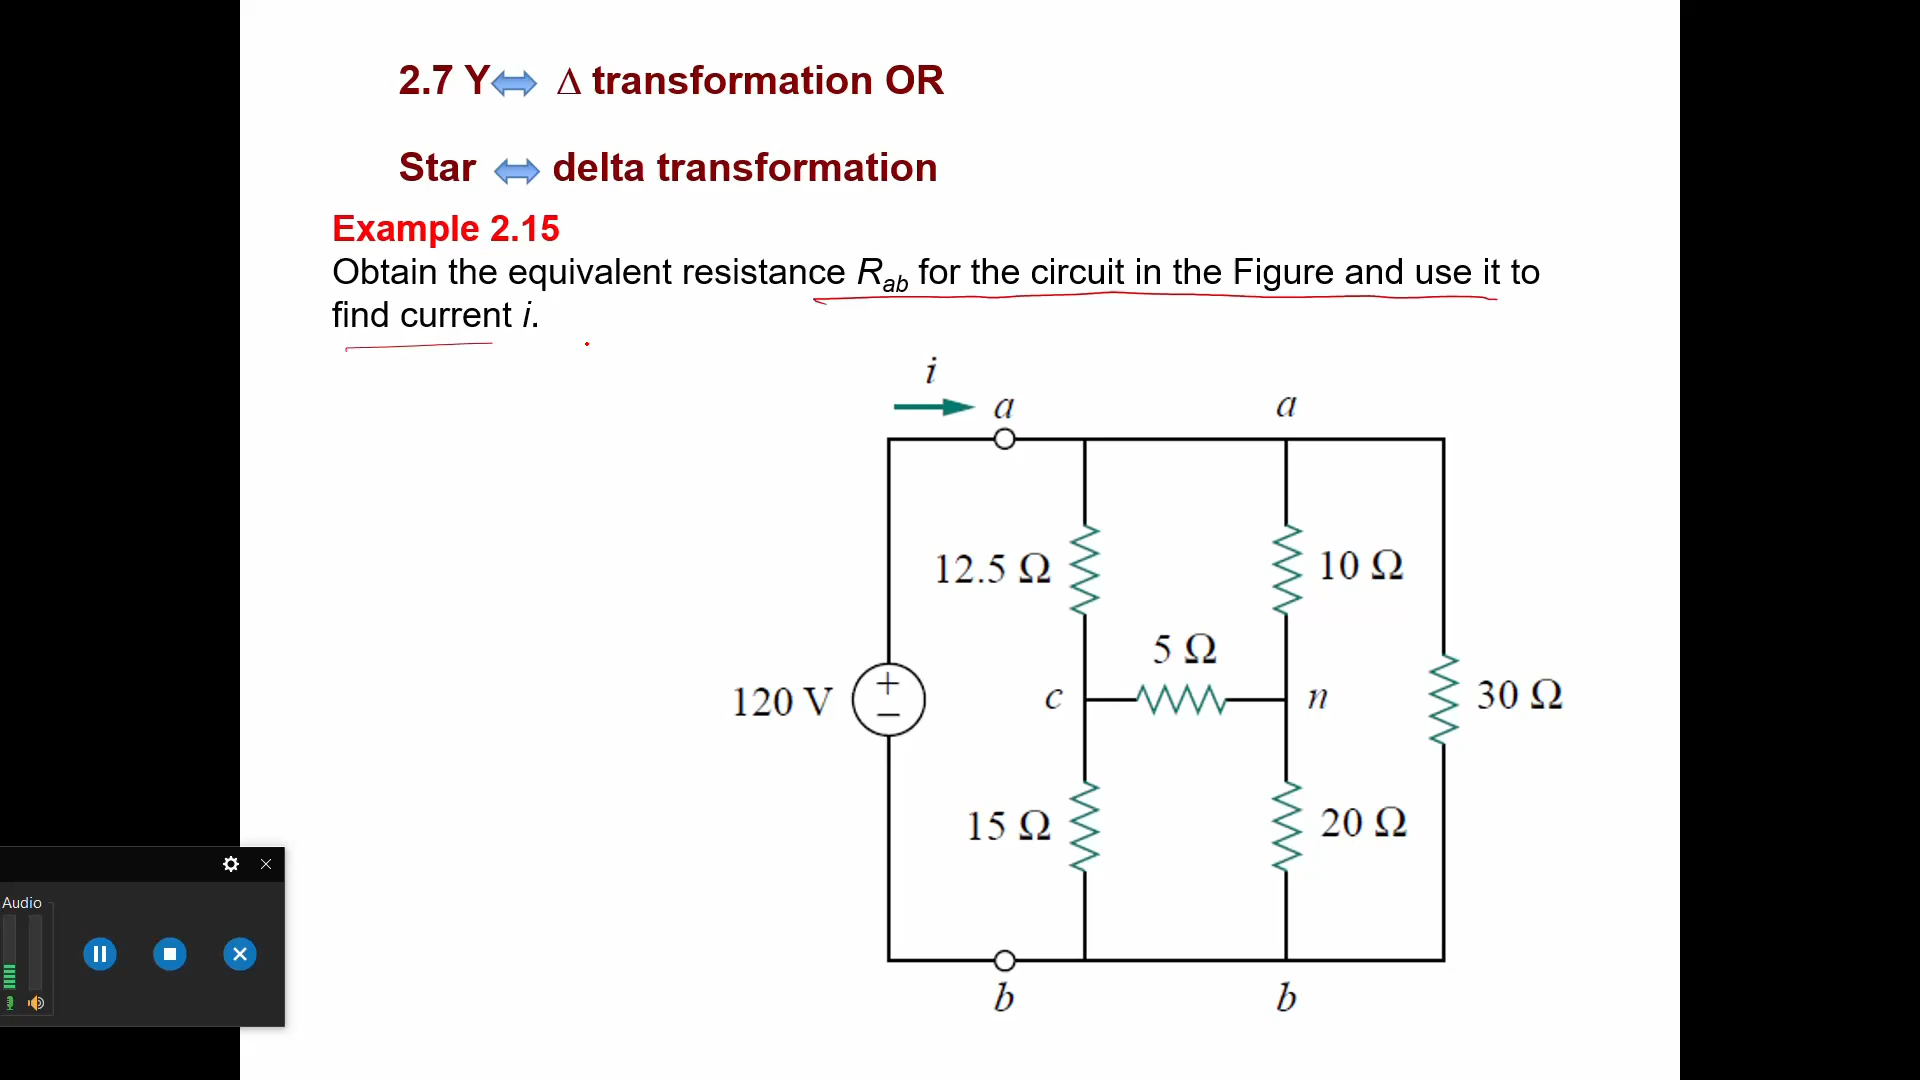 2.7 Y Δ transformation OR
Star delta transformation
Example 2.15
Obtain the equivalent resistance Rab for the circuit in the Figure and use it to
find current i.
i
a
a
12.5 Ω
10 Ω
5 Ω
120 V
+
−
c
n
30 Ω
15 Ω
20 Ω
b
b
Audio